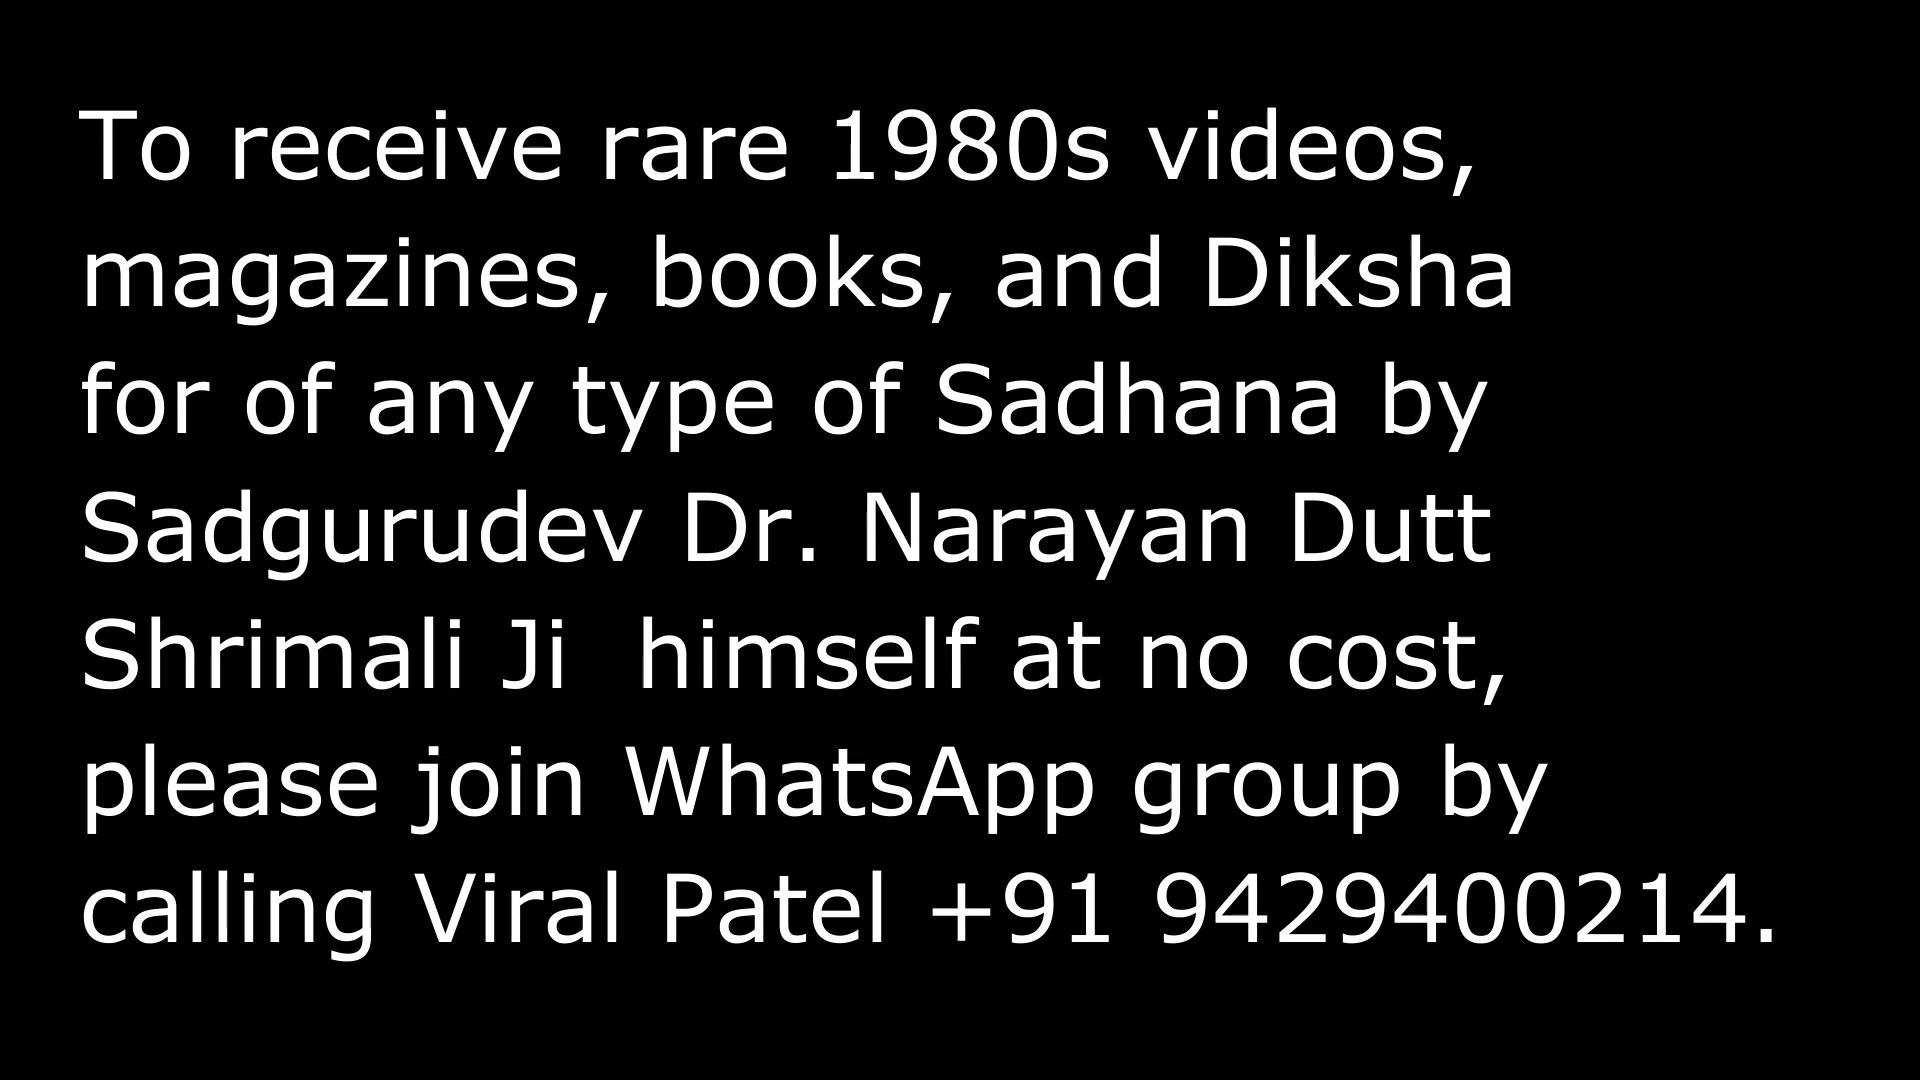 To receive rare 1980s videos,
magazines, books, and Diksha
for of any type of Sadhana by
Sadgurudev Dr. Narayan Dutt
Shrimali Ji  himself at no cost,
please join WhatsApp group by
calling Viral Patel +91 9429400214.